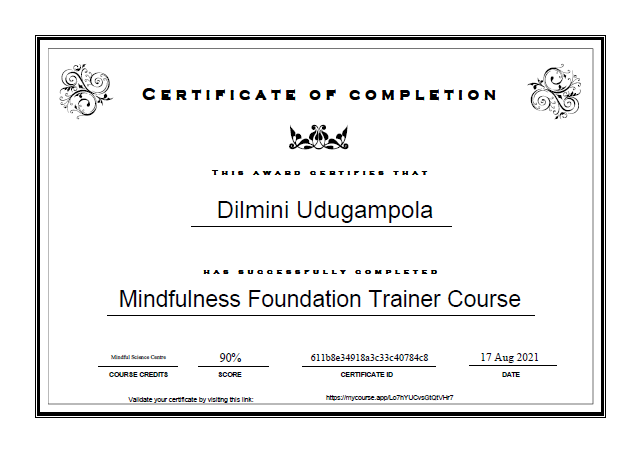 CERTIFICATE OF COMPLETION
THIS AWARD CERTIFIES THAT
Dilmini Udugampola
HAS SUCCESSFULLY COMPLETED
Mindfulness Foundation Trainer Course
Mindful Science Centre 90% 611b8e34918a3c33c40784c8 17 Aug 2021
COURSE CREDITS SCORE CERTIFICATE ID DATE
Validate your certificate by visiting this link: https://mycourse.app/Lo7hYUCvsGtQtVHr7